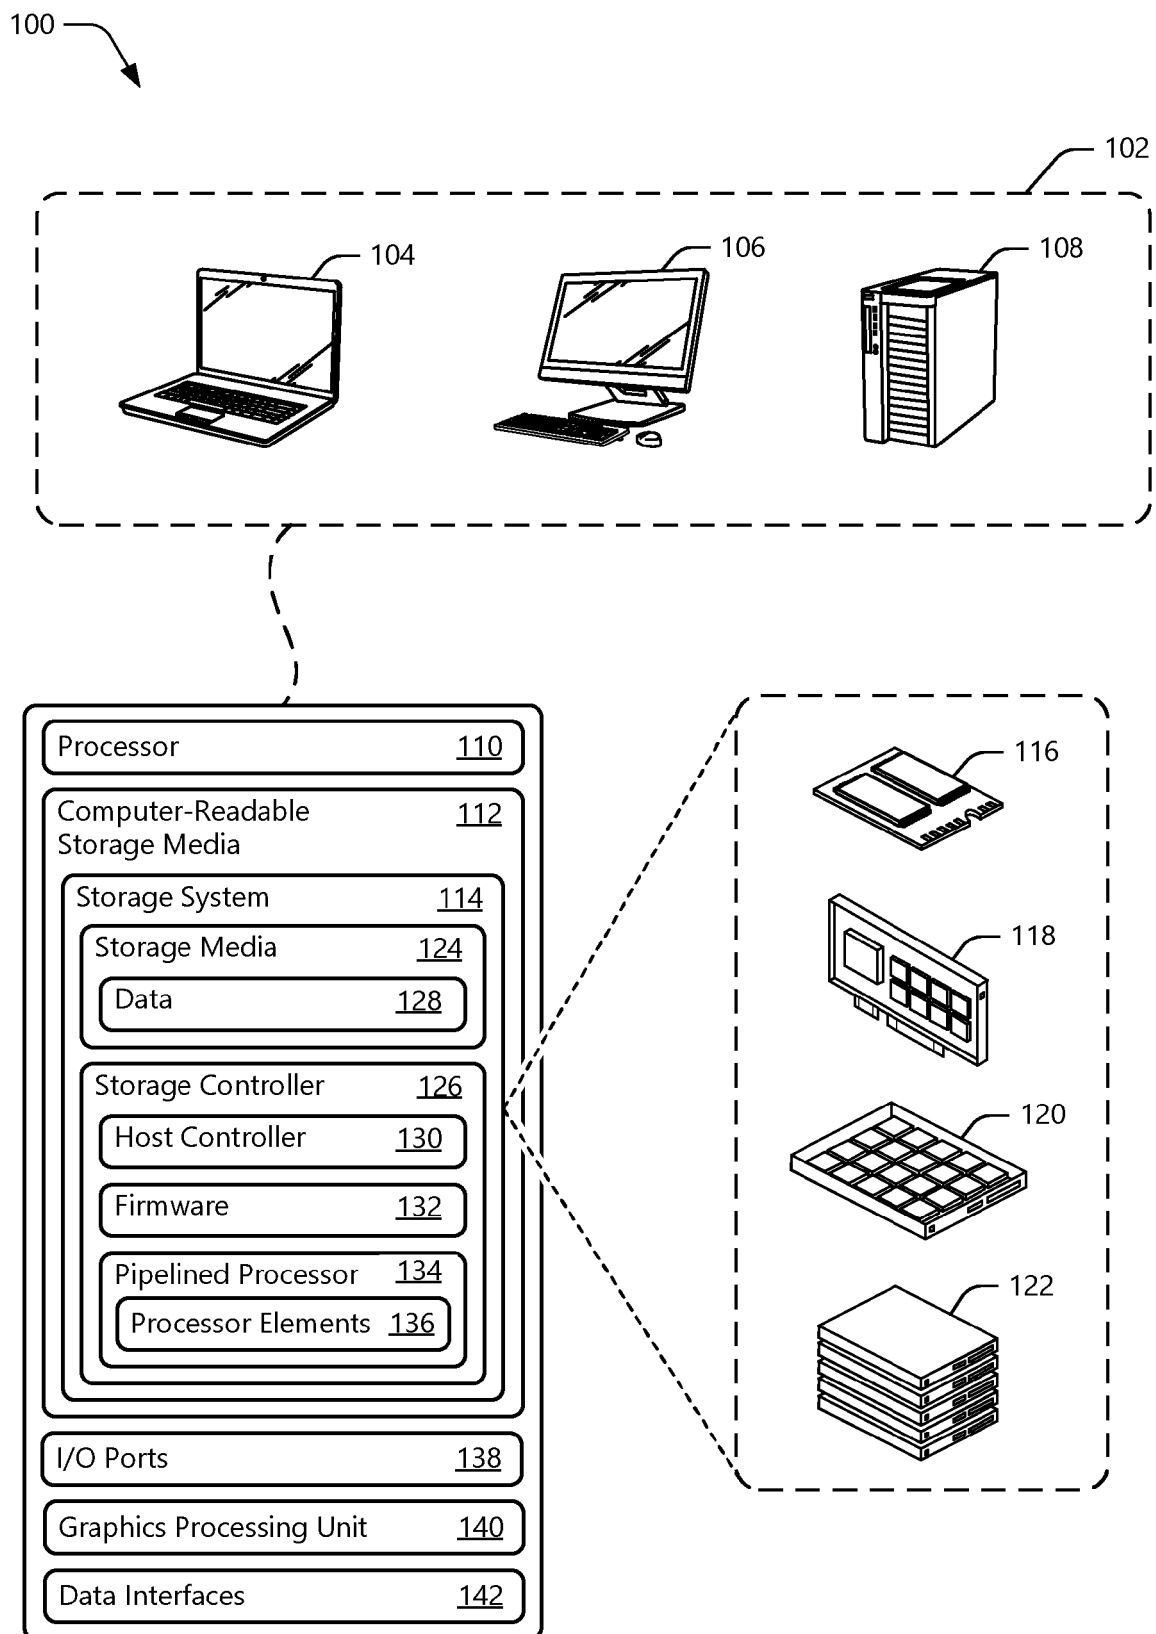 100
102
104
106
108
Processor 110
Computer-Readable 112
Storage Media
Storage System 114
Storage Media 124
Data 128
Storage Controller 126
Host Controller 130
Firmware 132
Pipelined Processor 134
Processor Elements 136
I/O Ports 138
Graphics Processing Unit 140
Data Interfaces 142
116
118
120
122